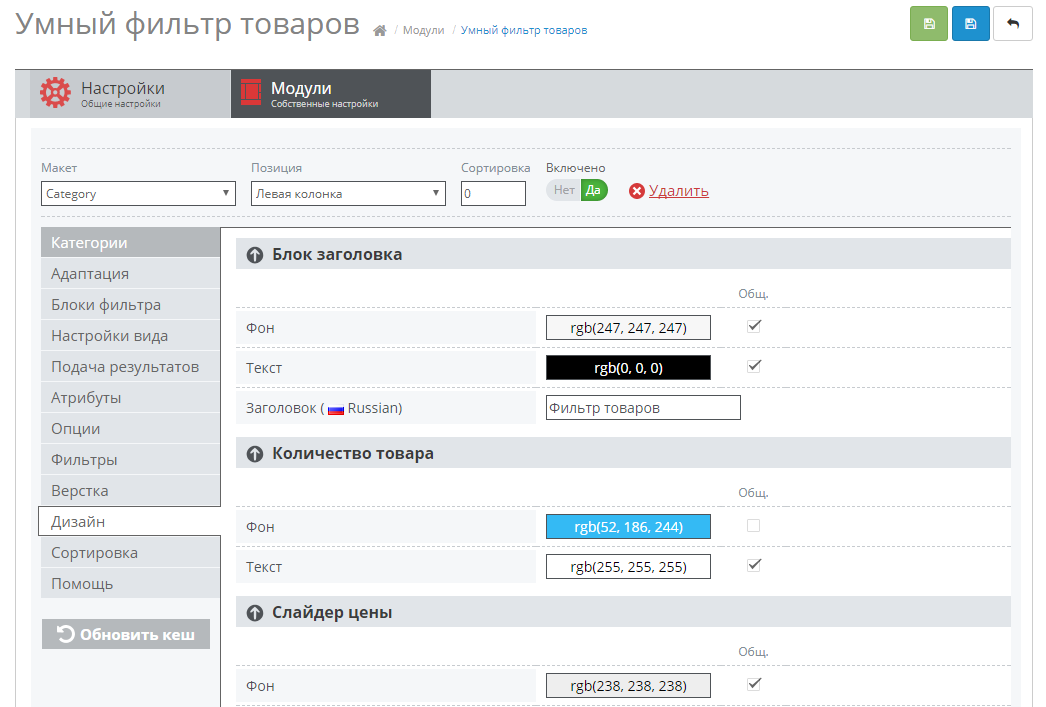 Умный фильтр товаров / Модули / Умный фильтр товаров
Настройки
Общие настройки
Модули
Собственные настройки
Макет Позиция Сортировка Включено
Category Левая колонка 0 Нет Да Удалить
Категории
Адаптация
Блоки фильтра
Настройки вида
Подача результатов
Атрибуты
Опции
Фильтры
Верстка
Дизайн
Сортировка
Помощь
Обновить кеш
Блок заголовка
Общ.
Фон rgb(247, 247, 247)
Текст rgb(0, 0, 0)
Заголовок ( Russian) Фильтр товаров
Количество товара
Общ.
Фон rgb(52, 186, 244)
Текст rgb(255, 255, 255)
Слайдер цены
Общ.
Фон rgb(238, 238, 238)